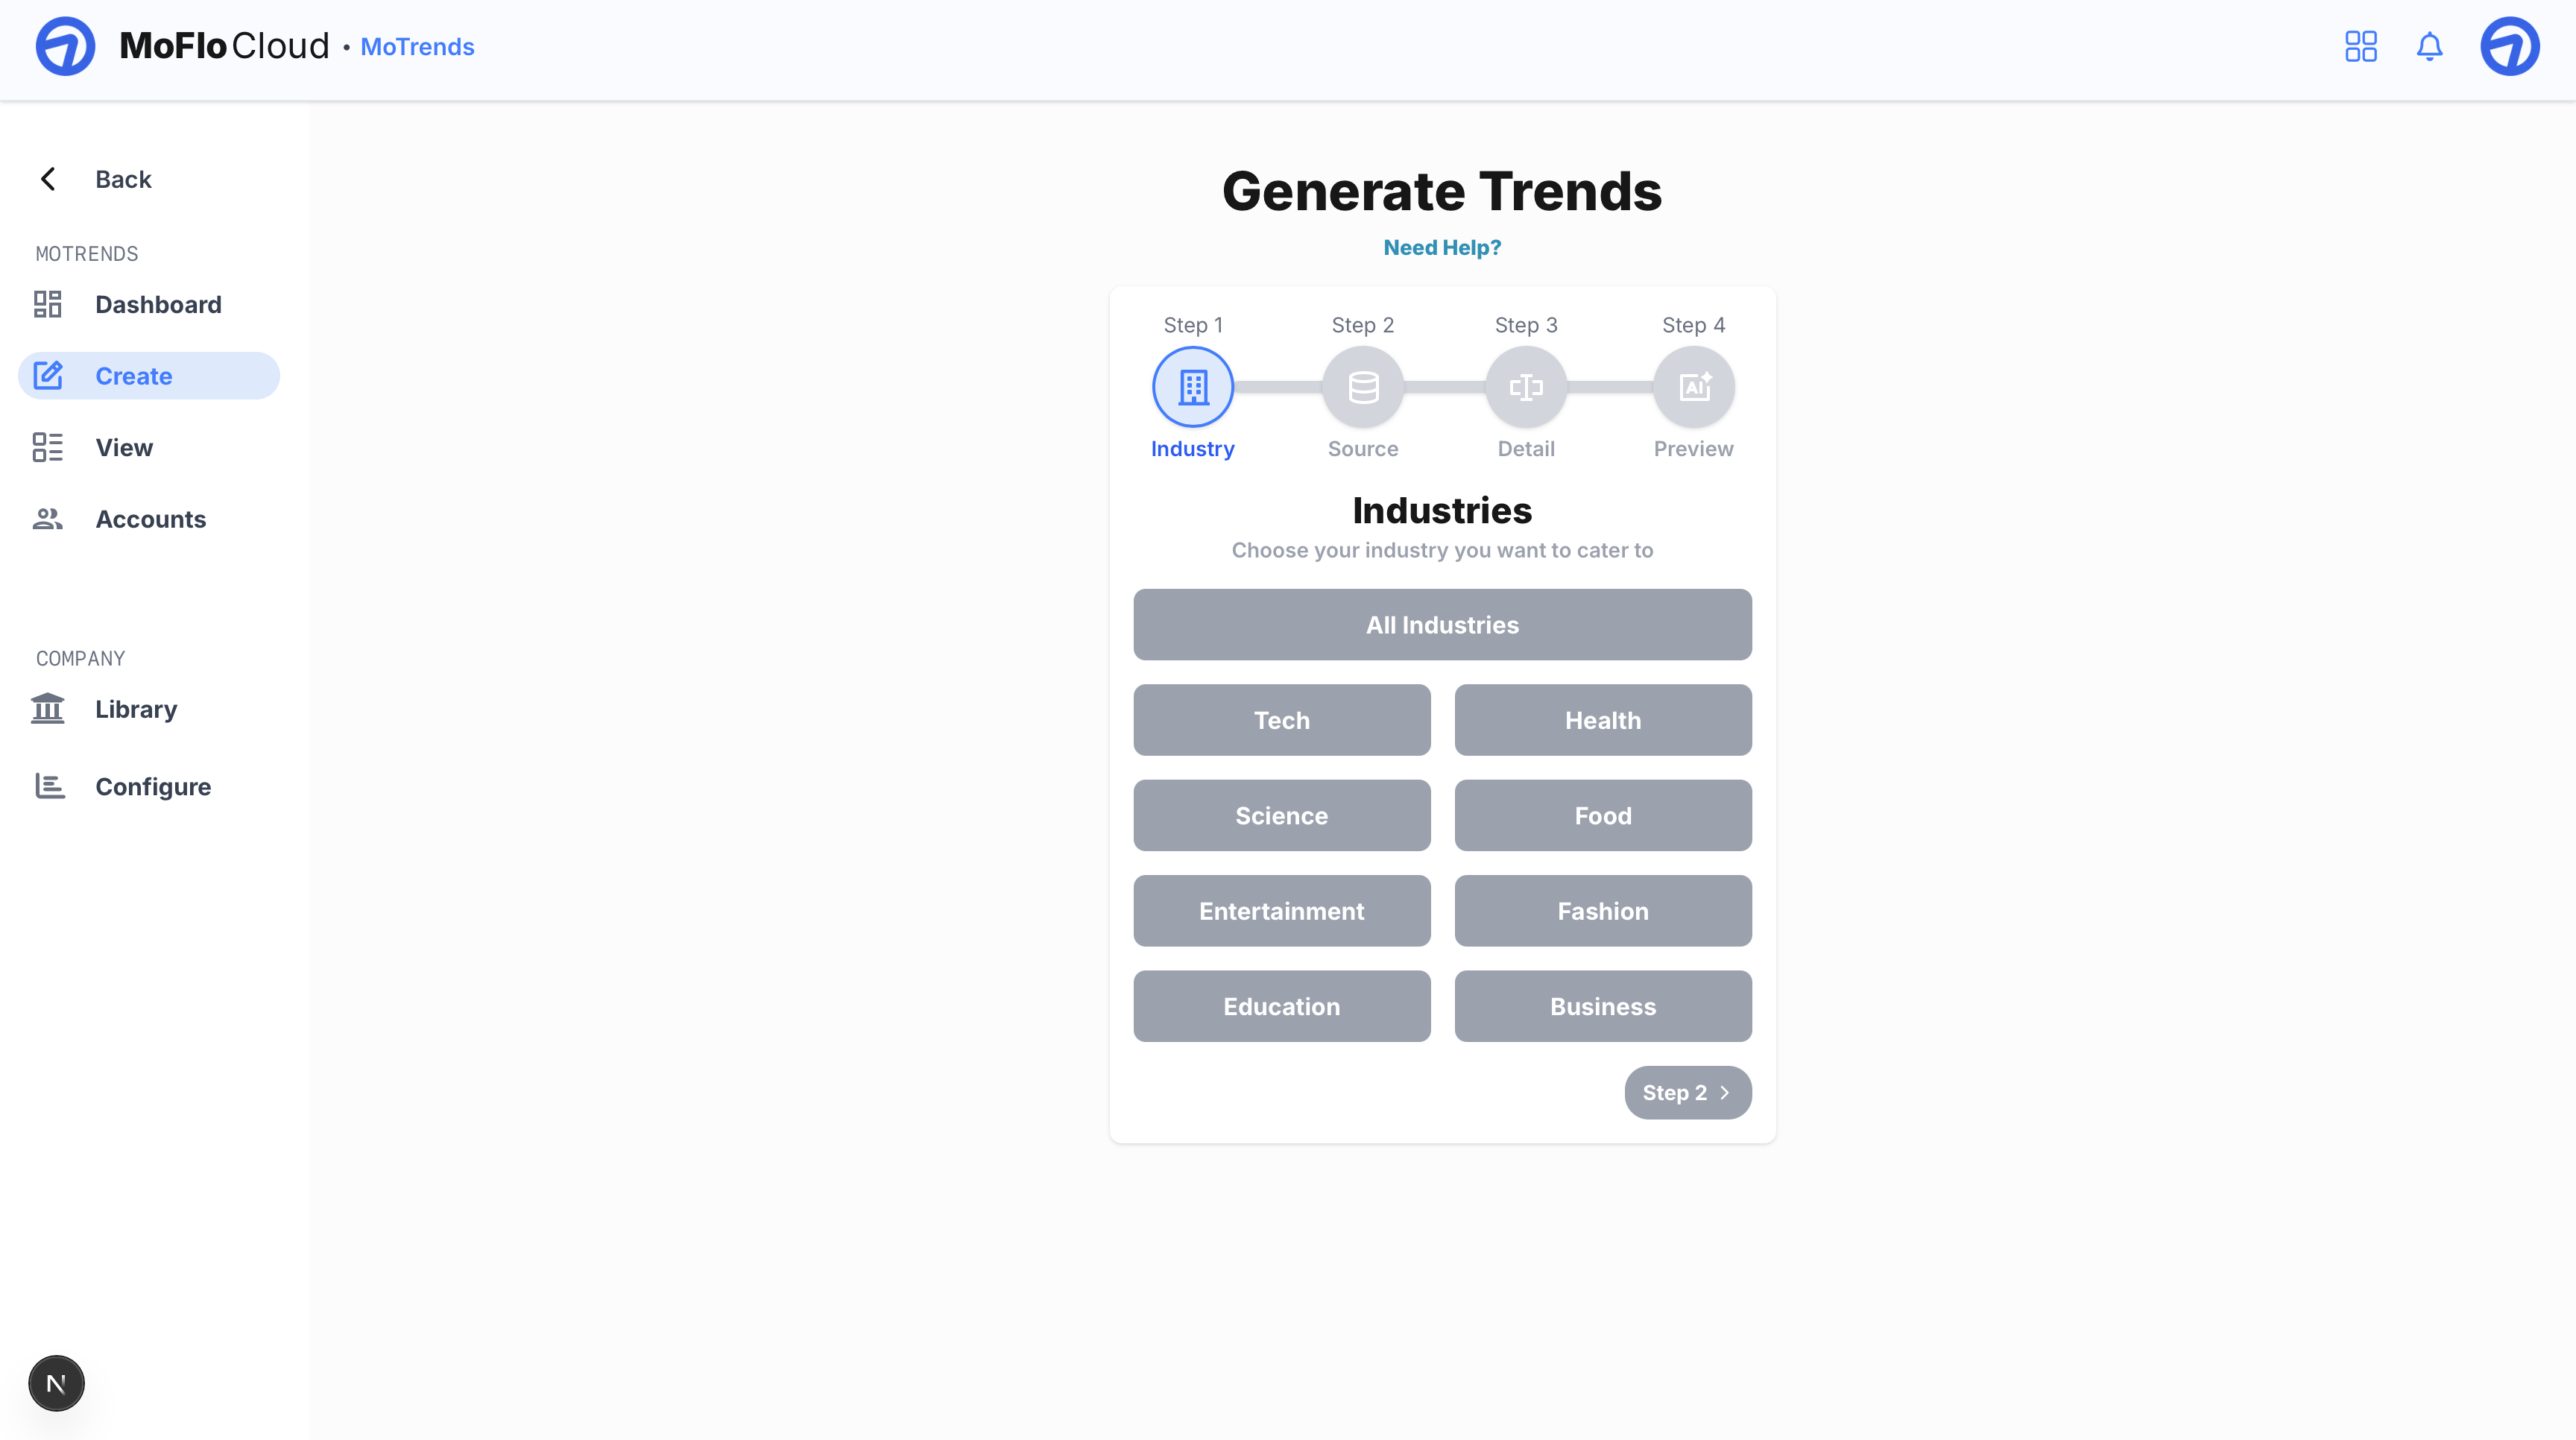 MoFlo Cloud • MoTrends
Back
MOTRENDS
Dashboard
Create
View
Accounts
COMPANY
Library
Configure
N
Generate Trends
Need Help?
Step 1 Step 2 Step 3 Step 4
AI
Industry Source Detail Preview
Industries
Choose your industry you want to cater to
All Industries
Tech Health
Science Food
Entertainment Fashion
Education Business
Step 2